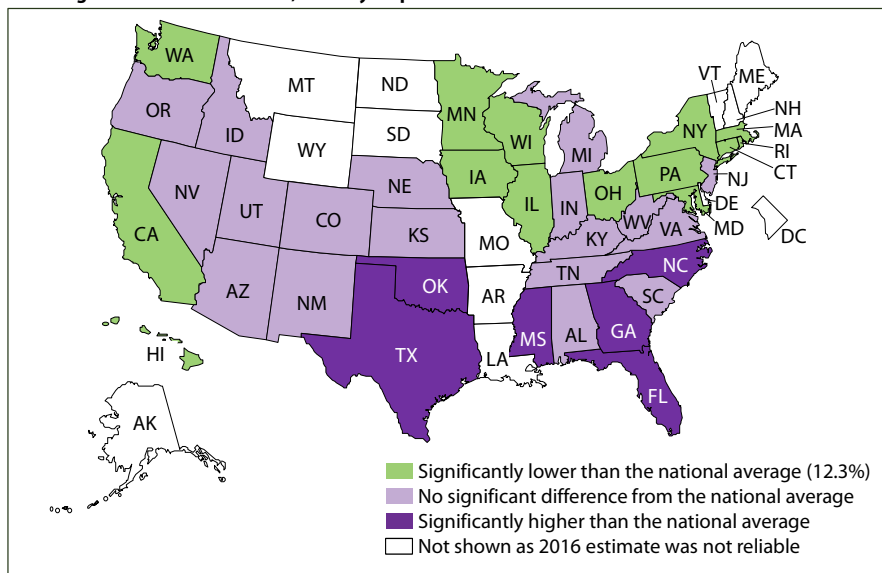 WA
MT
ND
MN
VT
ME
OR
ID
SD
WI
NY
NH
MA
WY
MI
RI
CT
IA
PA
NV
NE
IL
IN
OH
NJ
DE
CA
UT
CO
KS
MO
KY
WV
VA
MD
DC
AZ
NM
OK
AR
TN
NC
SC
TX
LA
MS
AL
GA
HI
FL
AK
Significantly lower than the national average (12.3%)
No significant difference from the national average
Significantly higher than the national average
Not shown as 2016 estimate was not reliable